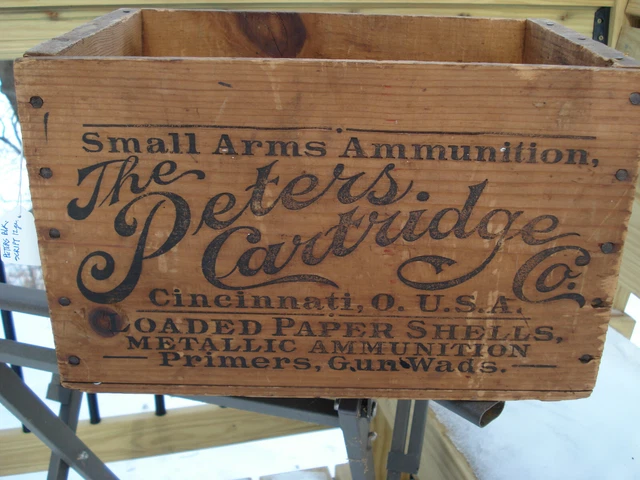 Small Arms Ammunition,
The Peters
Cartridge Co.
Cincinnati, O. U.S.A.
LOADED PAPER SHELLS,
METALLIC AMMUNITION
Primers, Gun Wads.